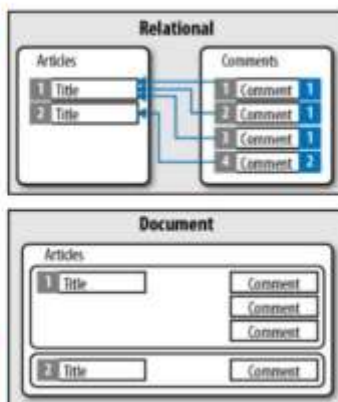 Relational
Articles
Comments
1 Title
2 Title
1 Comment 1
2 Comment 1
3 Comment 1
4 Comment 2
Document
Articles
1 Title
Comment
Comment
Comment
2 Title
Comment